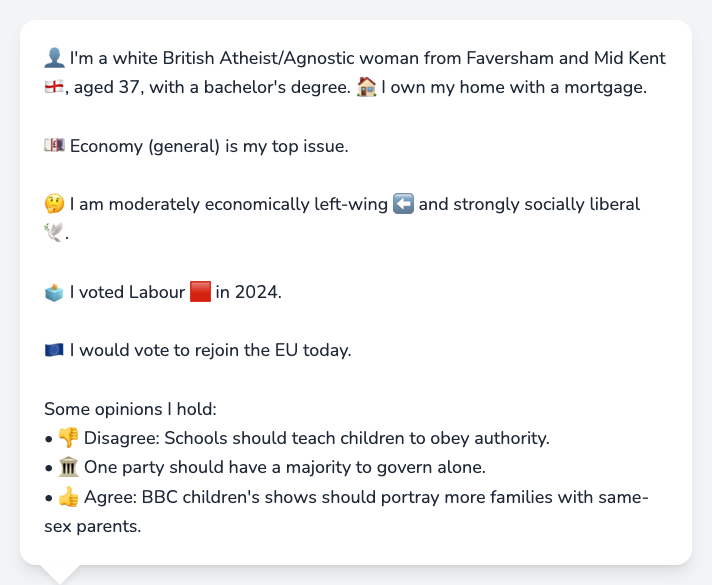 👤 I'm a white British Atheist/Agnostic woman from Faversham and Mid Kent
🏴󠁧󠁢󠁥󠁮󠁧󠁿, aged 37, with a bachelor's degree. 🏠 I own my home with a mortgage.
💷 Economy (general) is my top issue.
🤔 I am moderately economically left-wing ⬅️ and strongly socially liberal
🕊️.
🗳️ I voted Labour 🟥 in 2024.
🇪🇺 I would vote to rejoin the EU today.
Some opinions I hold:
• 👎 Disagree: Schools should teach children to obey authority.
• 🏛️ One party should have a majority to govern alone.
• 👍 Agree: BBC children's shows should portray more families with same-
sex parents.